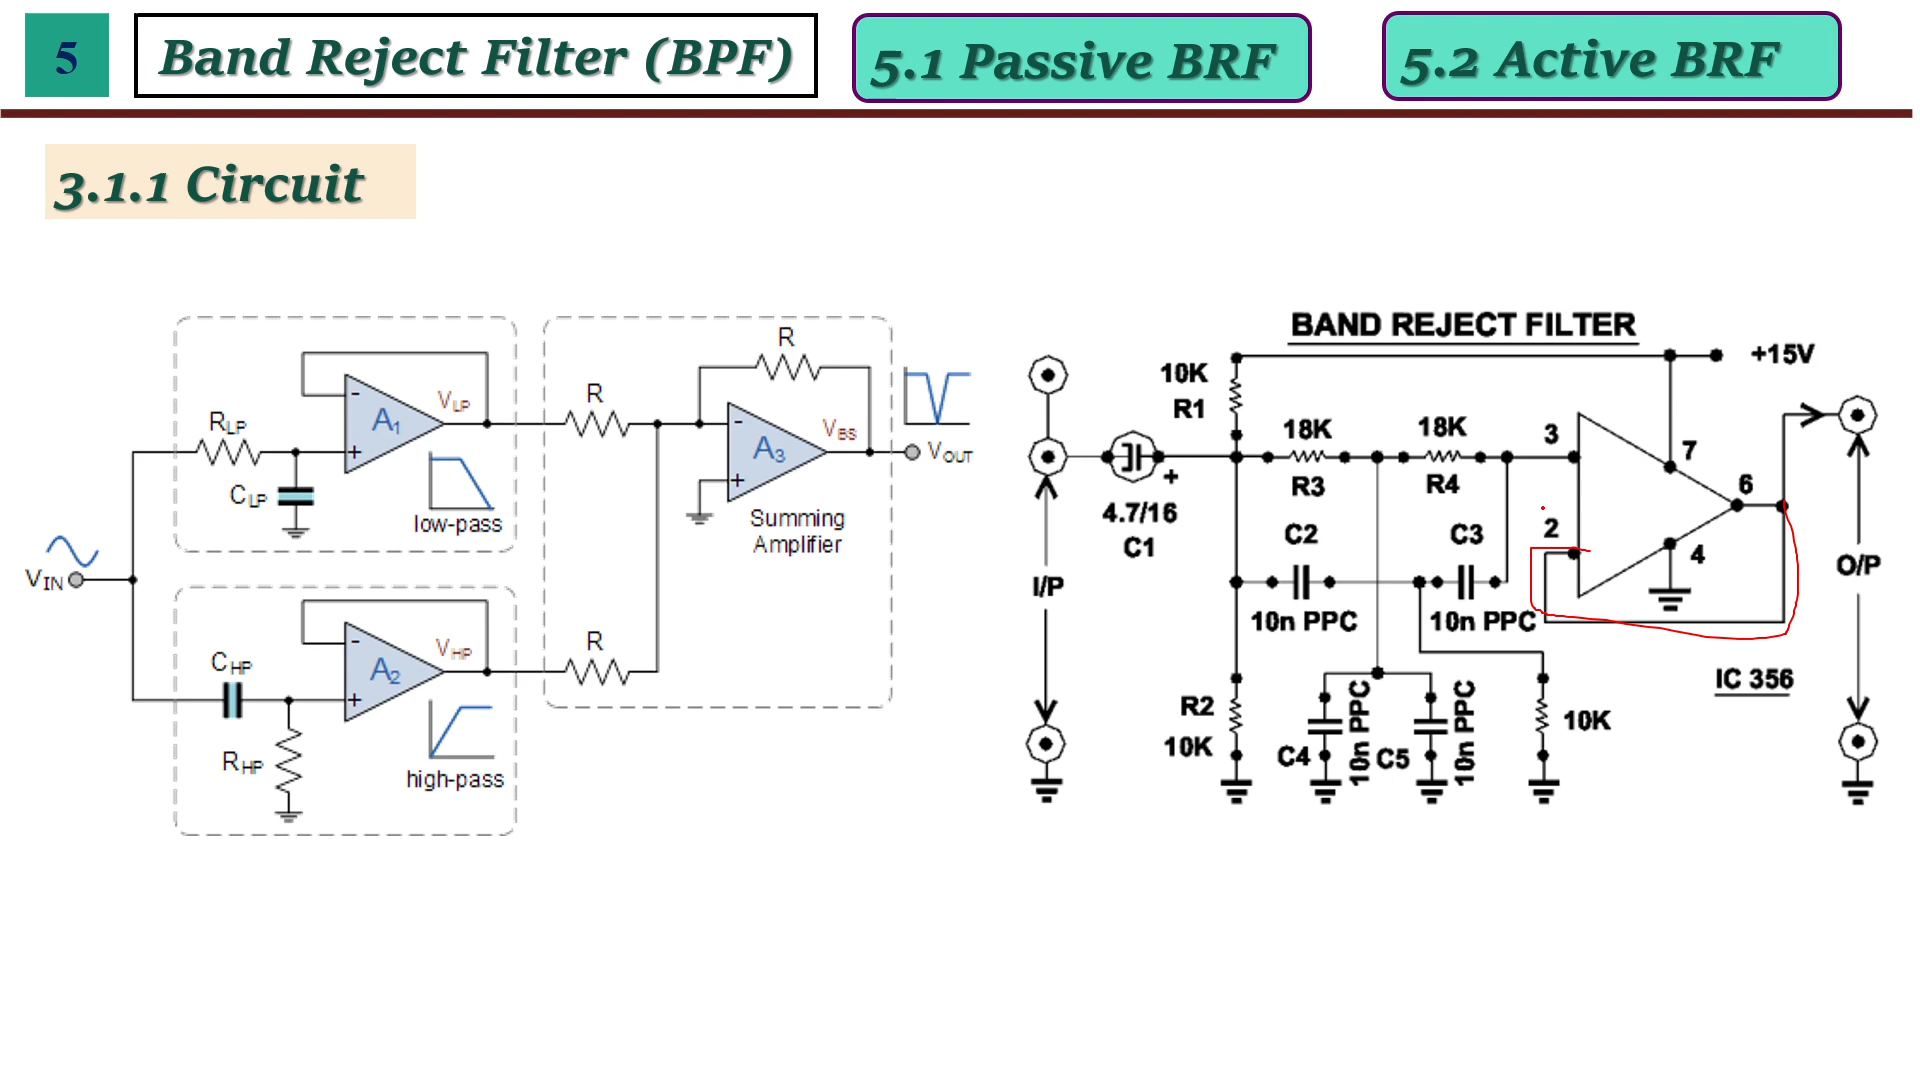 5
Band Reject Filter (BPF)
5.1 Passive BRF
5.2 Active BRF
3.1.1 Circuit
R
R
RLP
CLP
-
+
A1
VLP
low-pass
-
+
A3
VBS
VOUT
Summing
Amplifier
VIN
CHP
RHP
-
+
A2
VHP
high-pass
R
BAND REJECT FILTER
+15V
10K
R1
18K
R3
18K
R4
3
7
6
2
4
+
4.7/16
C1
C2
10n PPC
C3
10n PPC
I/P
O/P
IC 356
R2
10K
C4
10n PPC
C5
10n PPC
10K